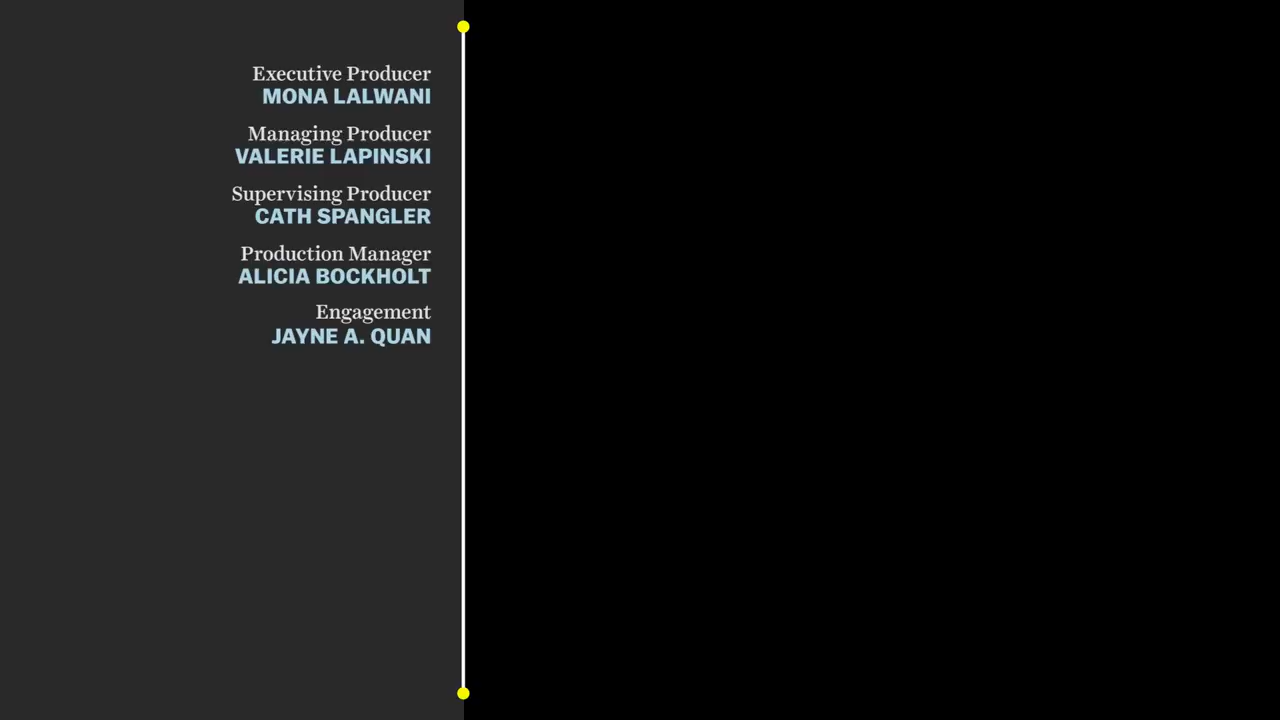 Executive Producer
MONA LALWANI
Managing Producer
VALERIE LAPINSKI
Supervising Producer
CATH SPANGLER
Production Manager
ALICIA BOCKHOLT
Engagement
JAYNE A. QUAN